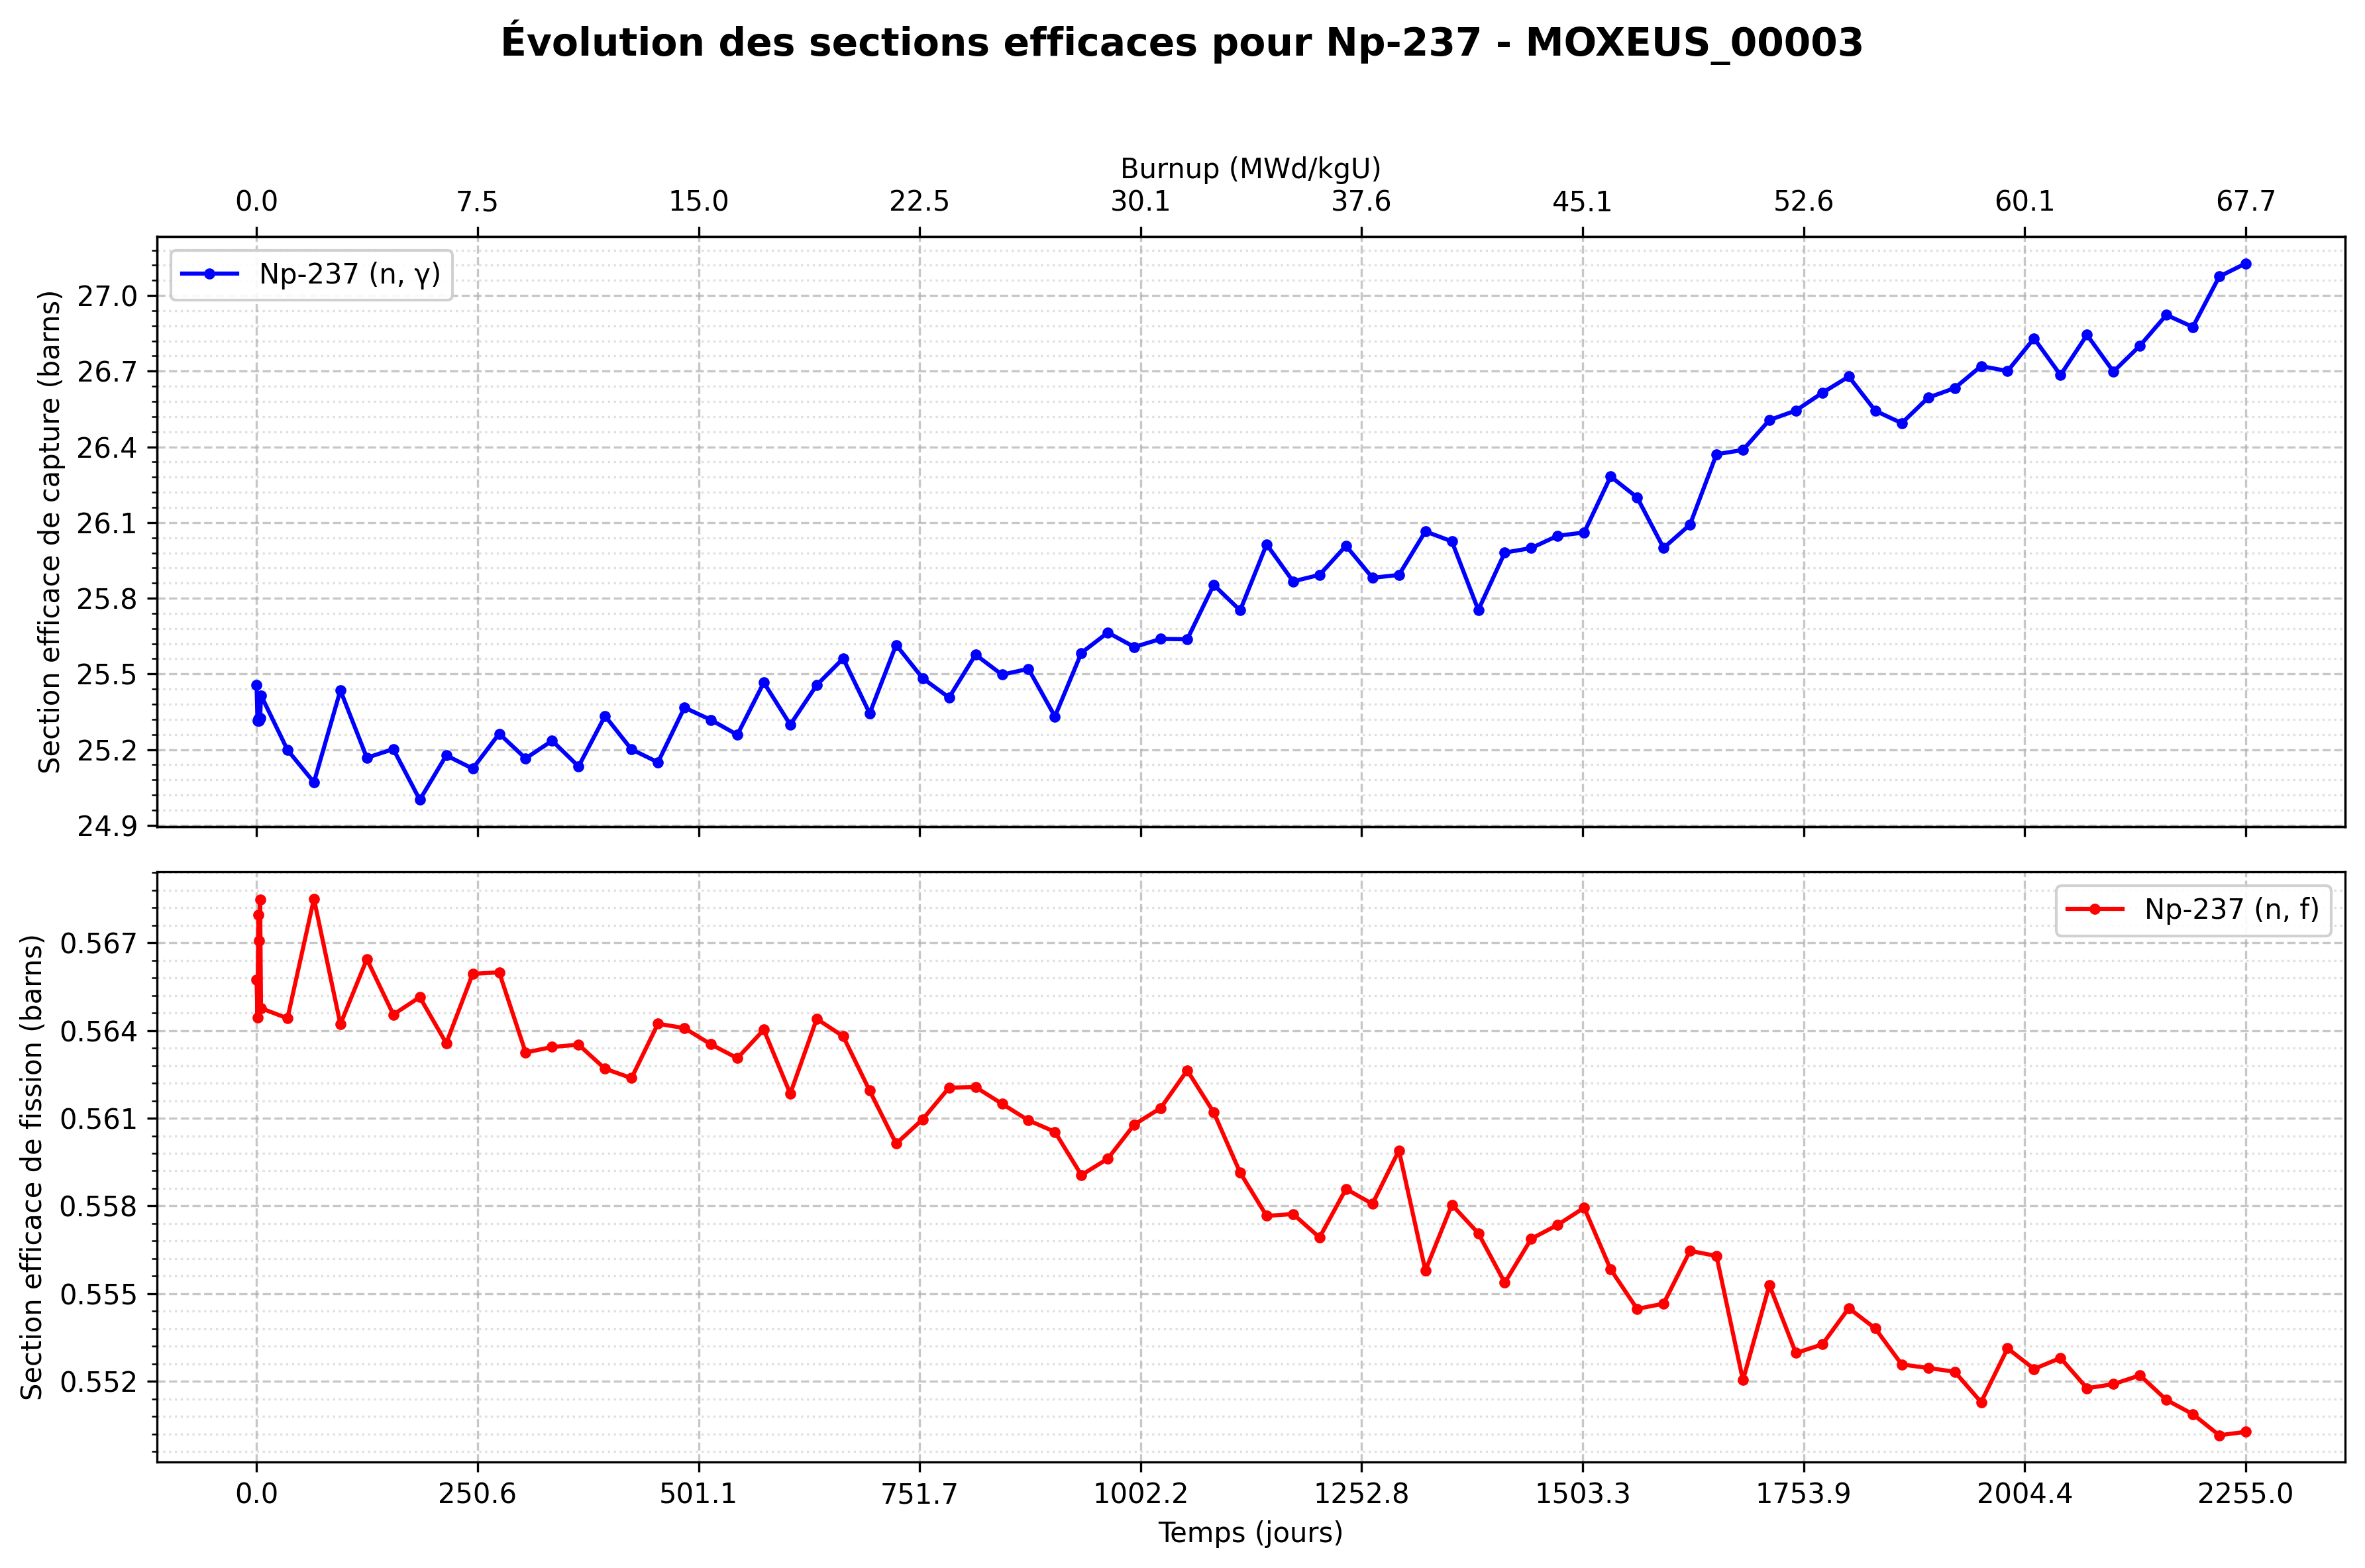 Évolution des sections efficaces pour Np-237 - MOXEUS_00003
Burnup (MWd/kgU)
0.0 7.5 15.0 22.5 30.1 37.6 45.1 52.6 60.1 67.7
Np-237 (n, γ)
Section efficace de capture (barns)
27.0
26.7
26.4
26.1
25.8
25.5
25.2
24.9
Np-237 (n, f)
Section efficace de fission (barns)
0.567
0.564
0.561
0.558
0.555
0.552
0.0 250.6 501.1 751.7 1002.2 1252.8 1503.3 1753.9 2004.4 2255.0
Temps (jours)